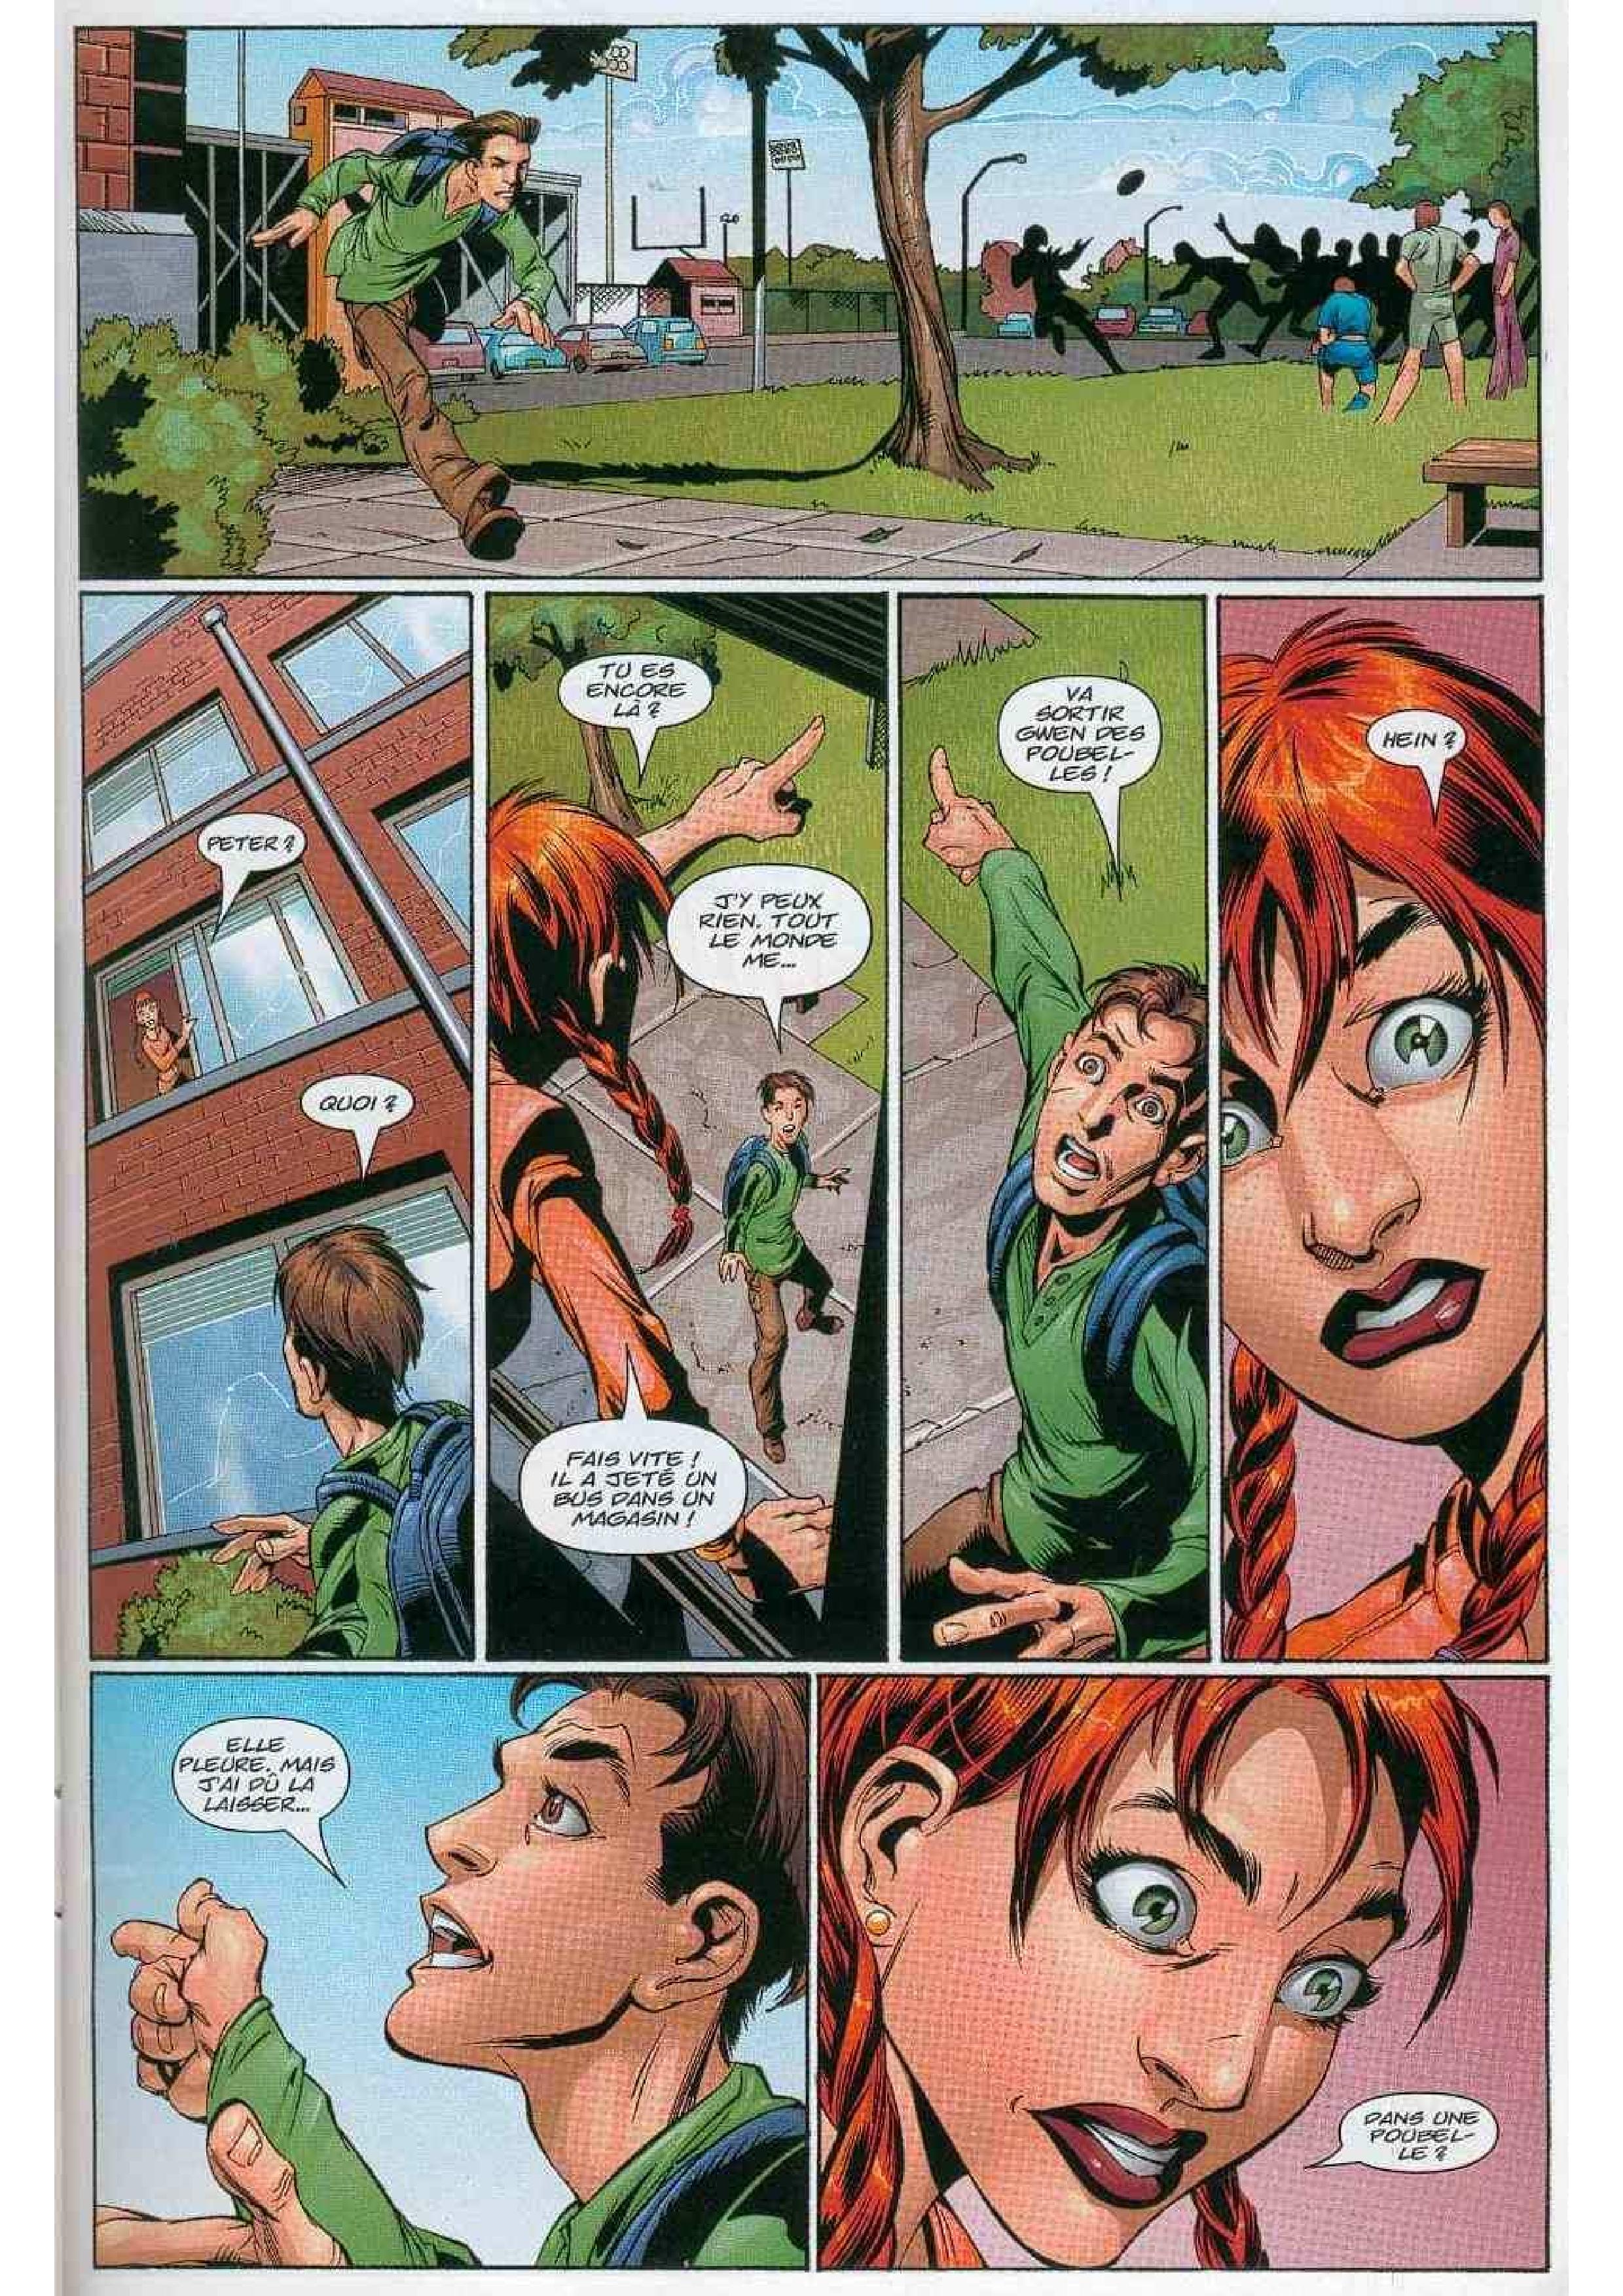 PETER ?
QUOI ?
TU ES
ENCORE
LÀ ?
J'Y PEUX
RIEN. TOUT
LE MONDE
ME...
FAIS VITE !
IL A JETÉ UN
BUS DANS UN
MAGASIN !
VA
SORTIR
GWEN DES
POUBEL-
LES !
HEIN ?
ELLE
PLEURE. MAIS
J'AI DÛ LA
LAISSER...
DANS UNE
POUBEL-
LE ?